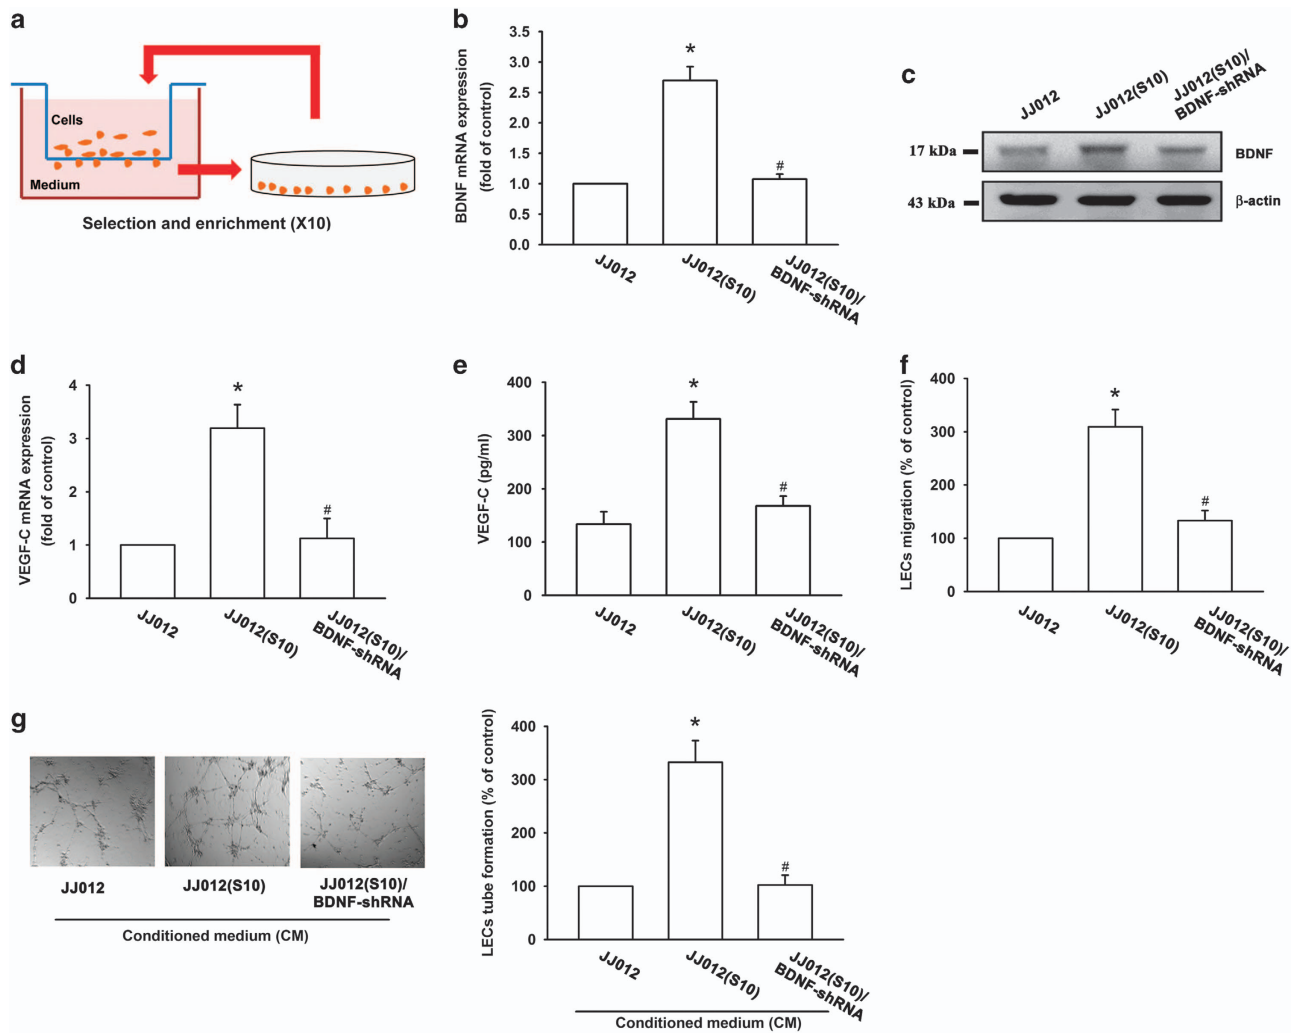 a
Cells
Medium
Selection and enrichment (X10)
b
BDNF mRNA expression
(fold of control)
3.5
3.0
2.5
2.0
1.5
1.0
0.5
0.0
*
#
JJ012
JJ012(S10)
JJ012(S10)/
BDNF-shRNA
c
JJ012
JJ012(S10)
JJ012(S10)/
BDNF-shRNA
17 kDa
BDNF
43 kDa
β-actin
d
VEGF-C mRNA expression
(fold of control)
4
3
2
1
0
*
#
JJ012
JJ012(S10)
JJ012(S10)/
BDNF-shRNA
e
VEGF-C (pg/ml)
400
300
200
100
0
*
#
JJ012
JJ012(S10)
JJ012(S10)/
BDNF-shRNA
f
LECs migration (% of control)
400
300
200
100
0
*
#
JJ012
JJ012(S10)
JJ012(S10)/
BDNF-shRNA
g
JJ012
JJ012(S10)
JJ012(S10)/
BDNF-shRNA
Conditioned medium (CM)
LECs tube formation (% of control)
400
300
200
100
0
*
#
JJ012
JJ012(S10)
JJ012(S10)/
BDNF-shRNA
Conditioned medium (CM)